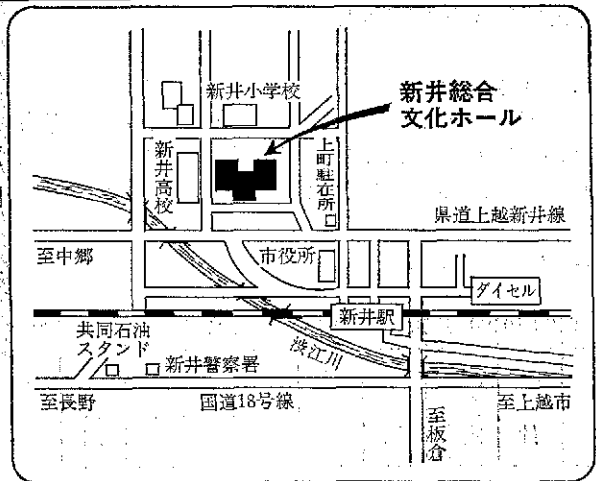 新井小学校
新井総合
文化ホール
新井高校
上町駐在所
県道上越新井線
至中郷
市役所
ダイセル
新井駅
共同石油
スタンド
新井警察署
渋江川
至長野
国道18号線
至上越市
至板倉